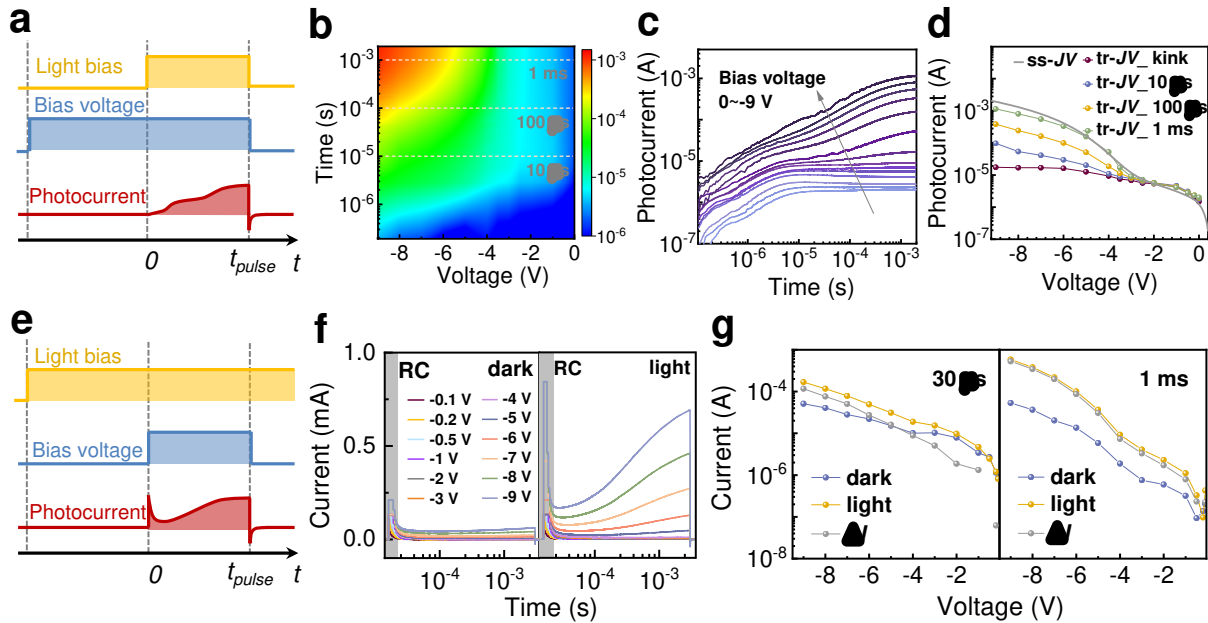 a
Light bias
Bias voltage
Photocurrent
0
t_pulse
t
b
Time (s)
10⁻³
10⁻⁴
10⁻⁵
10⁻⁶
1 ms
100 s
10 s
-8 -6 -4 -2 0
Voltage (V)
10⁻³
10⁻⁴
10⁻⁵
10⁻⁶
c
Photocurrent (A)
10⁻³
10⁻⁵
10⁻⁷
Bias voltage
0~-9 V
10⁻⁶ 10⁻⁵ 10⁻⁴ 10⁻³
Time (s)
d
Photocurrent (A)
10⁻¹
10⁻³
10⁻⁵
10⁻⁷
ss-JV
tr-JV_ kink
tr-JV_10 s
tr-JV_ 100 s
tr-JV_ 1 ms
-8 -6 -4 -2 0
Voltage (V)
e
Light bias
Bias voltage
Photocurrent
0
t_pulse
t
f
Current (mA)
1.0
0.5
0.0
RC dark
-0.1 V
-0.2 V
-0.5 V
-1 V
-2 V
-3 V
-4 V
-5 V
-6 V
-7 V
-8 V
-9 V
RC light
10⁻⁴ 10⁻³ 10⁻⁴ 10⁻³
Time (s)
g
Current (A)
10⁻⁴
10⁻⁶
10⁻⁸
30 s
dark
light
1 ms
dark
light
-8 -6 -4 -2 -8 -6 -4 -2
Voltage (V)